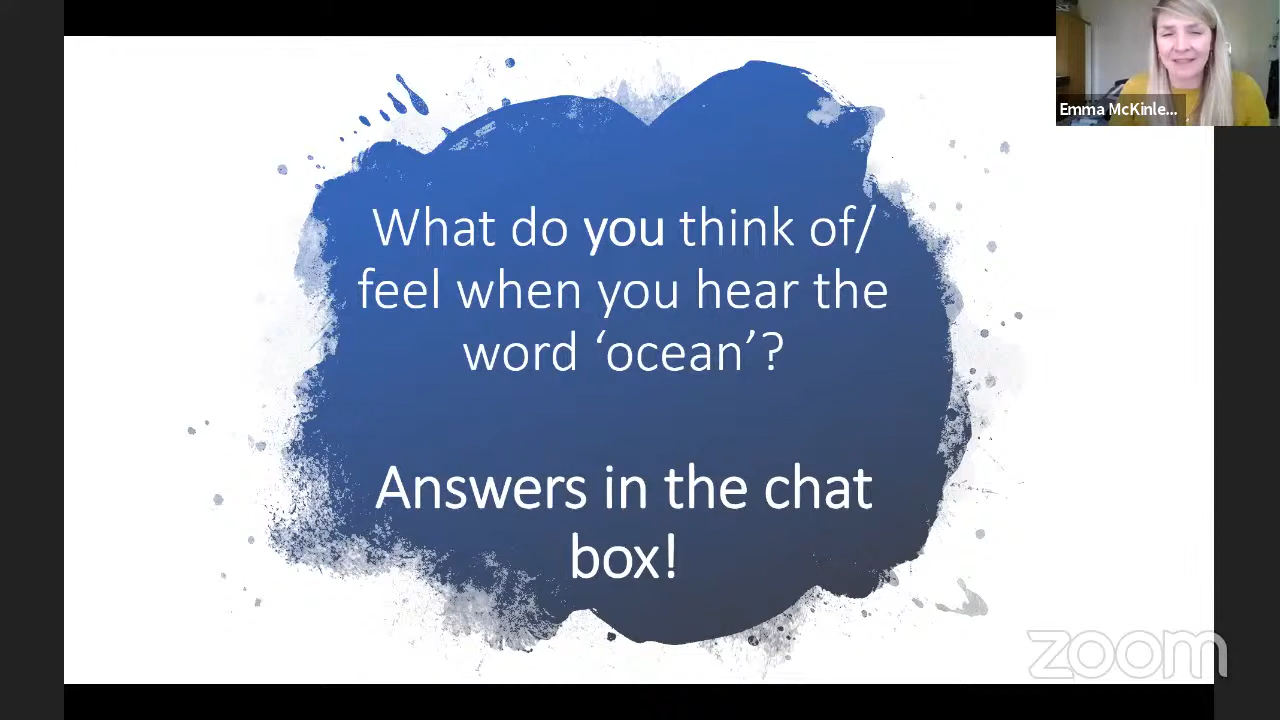 Emma McKinle...
What do you think of/
feel when you hear the
word ‘ocean’?
Answers in the chat
box!
zoom